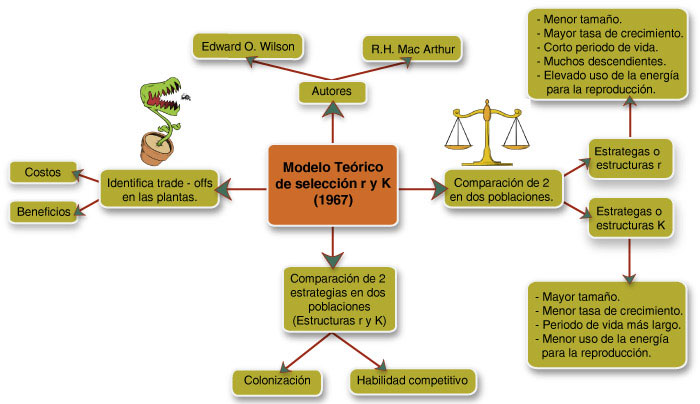 Edward O. Wilson
R.H. Mac Arthur
Autores
- Menor tamaño.
- Mayor tasa de crecimiento.
- Corto periodo de vida.
- Muchos descendientes.
- Elevado uso de la energía
para la reproducción.
Modelo Teórico
de selección r y K
(1967)
Costos
Beneficios
Identifica trade - offs
en las plantas.
Comparación de 2
en dos poblaciones.
Estrategas o
estructuras r
Estrategas o
estructuras K
Comparación de 2
estrategias en dos
poblaciones
(Estructuras r y K)
- Mayor tamaño.
- Menor tasa de crecimiento.
- Periodo de vida más largo.
- Menor uso de la energía
para la reproducción.
Colonización
Habilidad competitivo